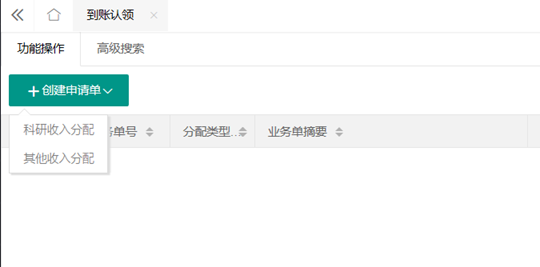 到账认领
功能操作 高级搜索
创建申请单
科研收入分配
其他收入分配
务单号 分配类型... 业务单摘要